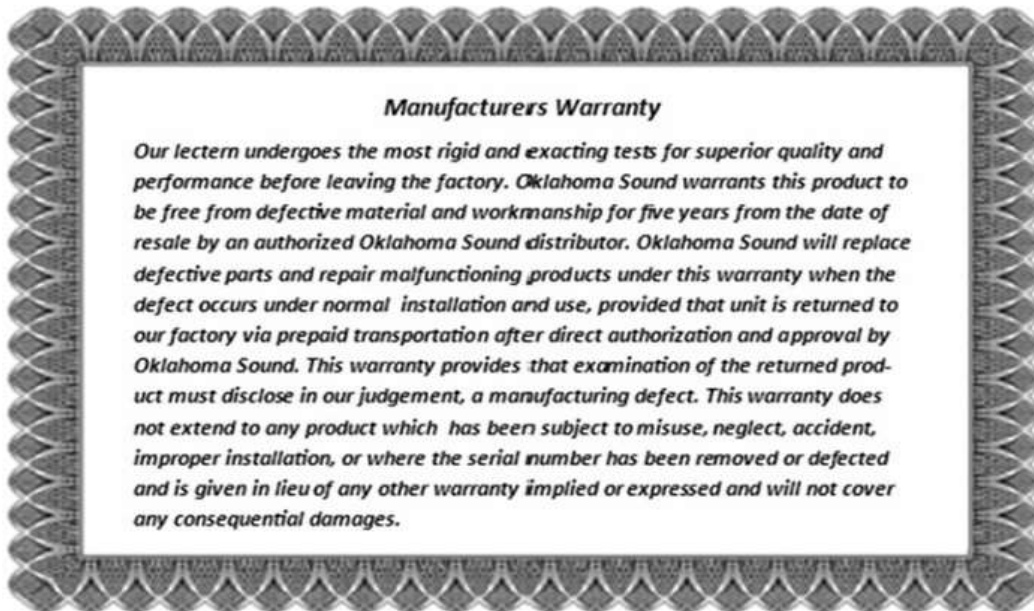 Manufacturers Warranty
Our lectern undergoes the most rigid and exacting tests for superior quality and
performance before leaving the factory. Oklahoma Sound warrants this product to
be free from defective material and workmanship for five years from the date of
resale by an authorized Oklahoma Sound distributor. Oklahoma Sound will replace
defective parts and repair malfunctioning products under this warranty when the
defect occurs under normal installation and use, provided that unit is returned to
our factory via prepaid transportation after direct authorization and approval by
Oklahoma Sound. This warranty provides that examination of the returned prod-
uct must disclose in our judgement, a manufacturing defect. This warranty does
not extend to any product which has been subject to misuse, neglect, accident,
improper installation, or where the serial number has been removed or defected
and is given in lieu of any other warranty implied or expressed and will not cover
any consequential damages.